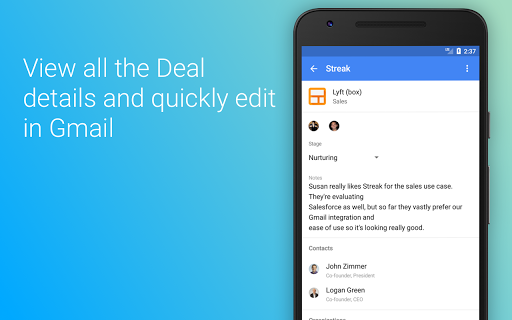 View all the Deal
details and quickly edit
in Gmail
2:37
Streak
Lyft (box)
Sales
Stage
Nurturing
Notes
Susan really likes Streak for the sales use case.
They're evaluating
Salesforce as well, but so far they vastly prefer our
Gmail integration and
ease of use so it's looking really good.
Contacts
John Zimmer
Co-founder, President
Logan Green
Co-founder, CEO
Organizations